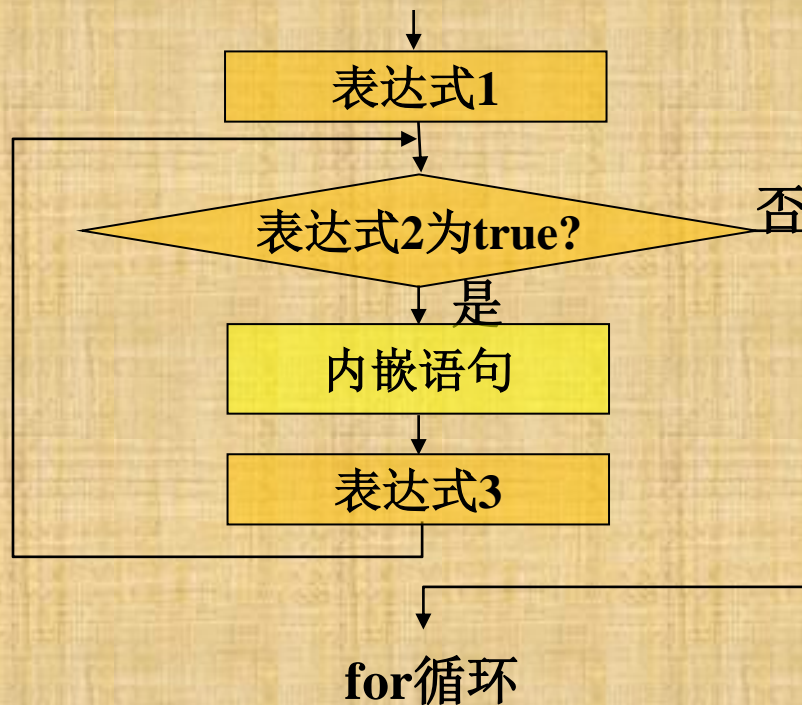 表达式1
表达式2为true?
否
是
内嵌语句
表达式3
for循环